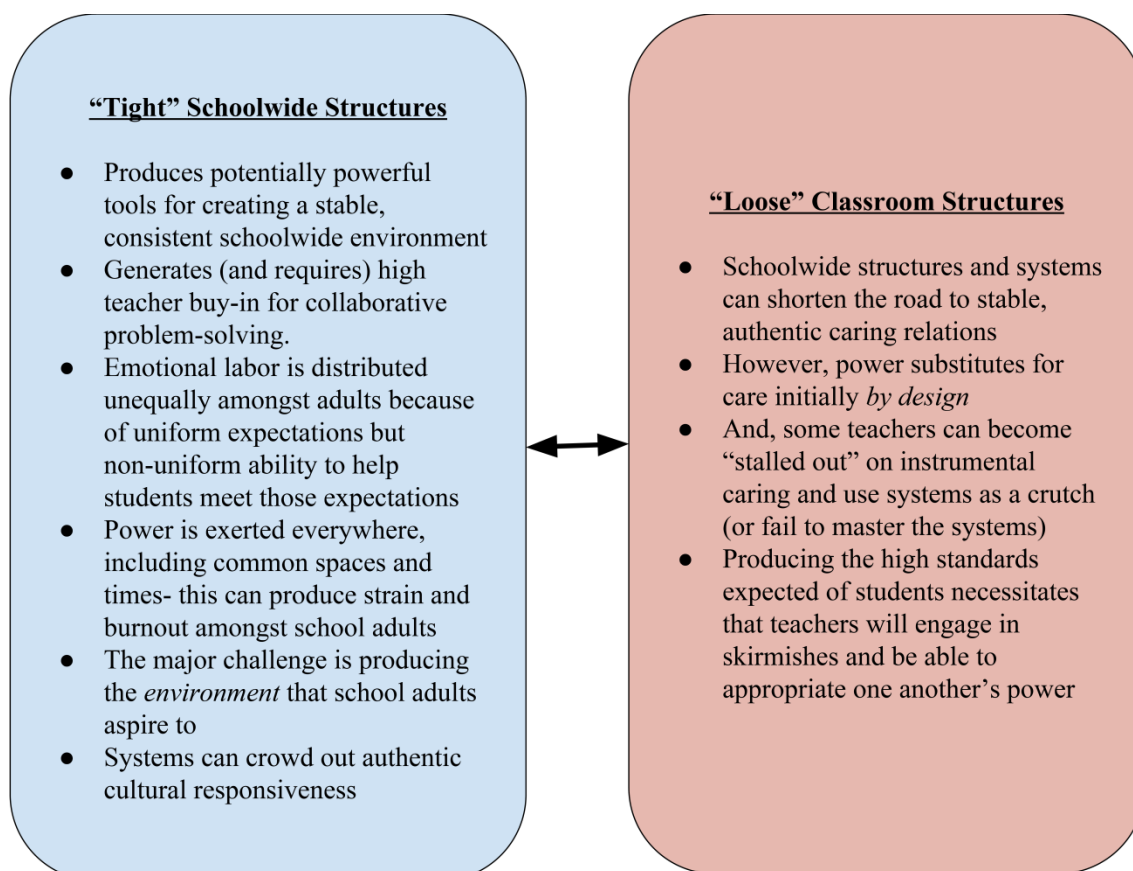 “Tight” Schoolwide Structures
● Produces potentially powerful
tools for creating a stable,
consistent schoolwide environment
● Generates (and requires) high
teacher buy-in for collaborative
problem-solving.
● Emotional labor is distributed
unequally amongst adults because
of uniform expectations but
non-uniform ability to help
students meet those expectations
● Power is exerted everywhere,
including common spaces and
times- this can produce strain and
burnout amongst school adults
● The major challenge is producing
the environment that school adults
aspire to
● Systems can crowd out authentic
cultural responsiveness
“Loose” Classroom Structures
● Schoolwide structures and systems
can shorten the road to stable,
authentic caring relations
● However, power substitutes for
care initially by design
● And, some teachers can become
“stalled out” on instrumental
caring and use systems as a crutch
(or fail to master the systems)
● Producing the high standards
expected of students necessitates
that teachers will engage in
skirmishes and be able to
appropriate one another’s power